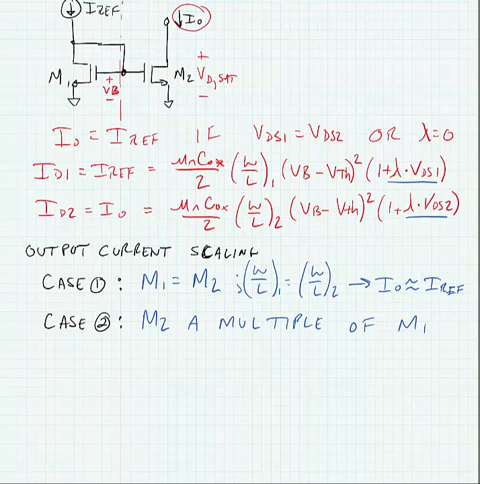 IREF
Io
M1
+
VB
−
M2
+
VD,SAT
−
Io = IREF IF VDS1 = VDS2 OR λ=0
ID1 = IREF = µnCox/2 (W/L)1 (VB − Vth)² (1+λ·VDS1)
ID2 = Io = µnCox/2 (W/L)2 (VB − Vth)² (1+λ·VDS2)
OUTPUT CURRENT SCALING
CASE ①: M1 = M2 ; (W/L)1 = (W/L)2 → Io ≈ IREF
CASE ②: M2 A MULTIPLE OF M1